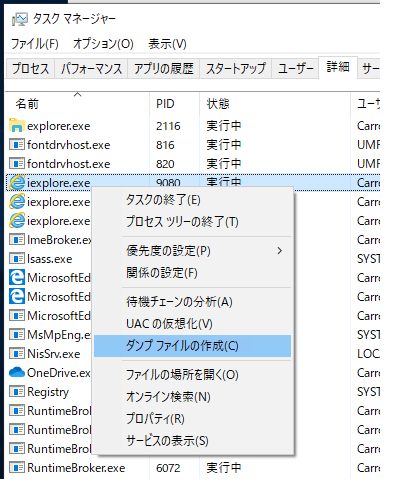 タスク マネージャー
ファイル(F) オプション(O) 表示(V)
プロセス パフォーマンス アプリの履歴 スタートアップ ユーザー 詳細 サー
名前 PID 状態 ユー
explorer.exe 2116 実行中 Carro
fontdrvhost.exe 816 実行中 UMF
fontdrvhost.exe 820 実行中 UMF
iexplore.exe 9080 実行中 Carro
iexplore.exe Carro
iexplore.exe Carro
ImeBroker.ex Carro
lsass.exe SYST
MicrosoftEd Carro
MicrosoftEd Carro
MicrosoftEd Carro
MsMpEng.e SYST
NisSrv.exe LOCA
OneDrive.ex Carro
Registry SYST
RuntimeBrol Carro
RuntimeBrol Carro
RuntimeBrol Carro
RuntimeBroker.exe 6072 実行中 Carro
タスクの終了(E)
プロセス ツリーの終了(T)
優先度の設定(P)
関係の設定(F)
待機チェーンの分析(A)
UAC の仮想化(V)
ダンプ ファイルの作成(C)
ファイルの場所を開く(O)
オンライン検索(N)
プロパティ(R)
サービスの表示(S)